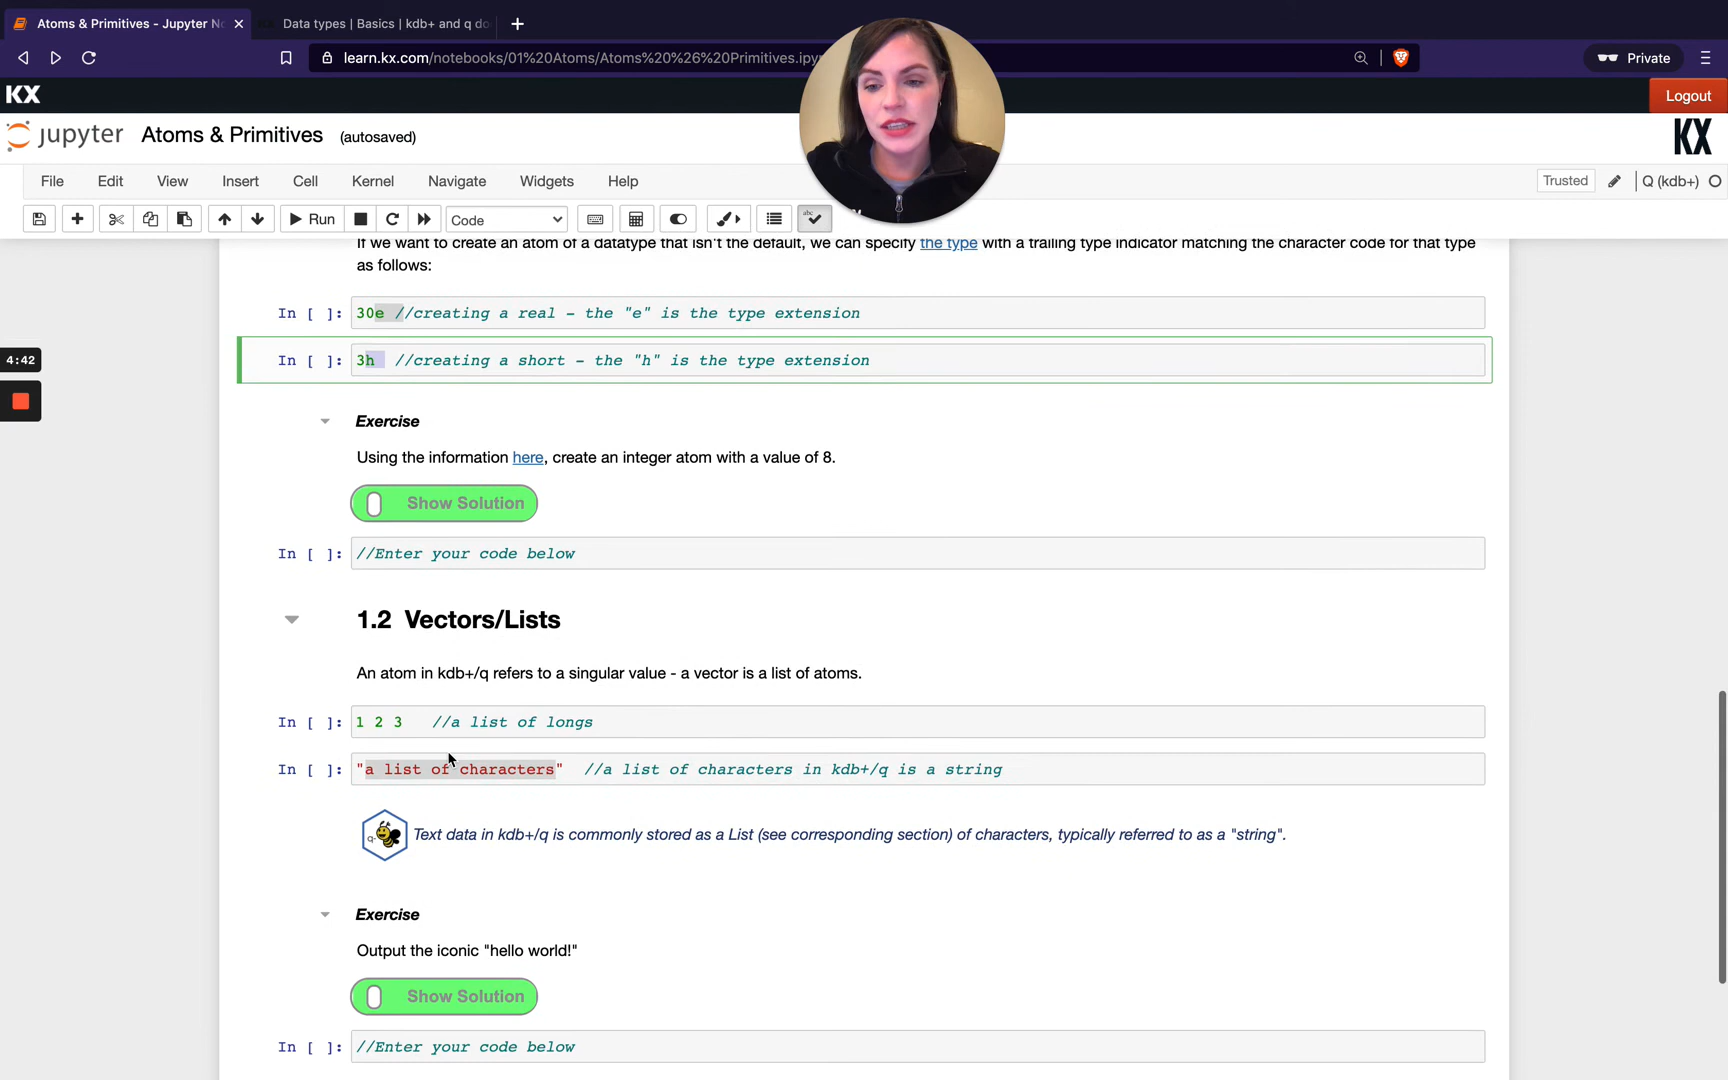 Atoms & Primitives - Jupyter N
Data types | Basics | kdb+ and q do
learn.kx.com/notebooks/01%20Atoms/Atoms%20%26%20Primitives.ipy
Private
KX
Logout
jupyter Atoms & Primitives (autosaved)
KX
File Edit View Insert Cell Kernel Navigate Widgets Help
Trusted
Q (kdb+)
Run
Code
abc
If we want to create an atom of a datatype that isn't the default, we can specify the type with a trailing type indicator matching the character code for that type
as follows:
In [ ]: 30e //creating a real - the "e" is the type extension
4:42
In [ ]: 3h //creating a short - the "h" is the type extension
Exercise
Using the information here, create an integer atom with a value of 8.
Show Solution
In [ ]: //Enter your code below
1.2 Vectors/Lists
An atom in kdb+/q refers to a singular value - a vector is a list of atoms.
In [ ]: 1 2 3 //a list of longs
In [ ]: "a list of characters" //a list of characters in kdb+/q is a string
q Text data in kdb+/q is commonly stored as a List (see corresponding section) of characters, typically referred to as a "string".
Exercise
Output the iconic "hello world!"
Show Solution
In [ ]: //Enter your code below